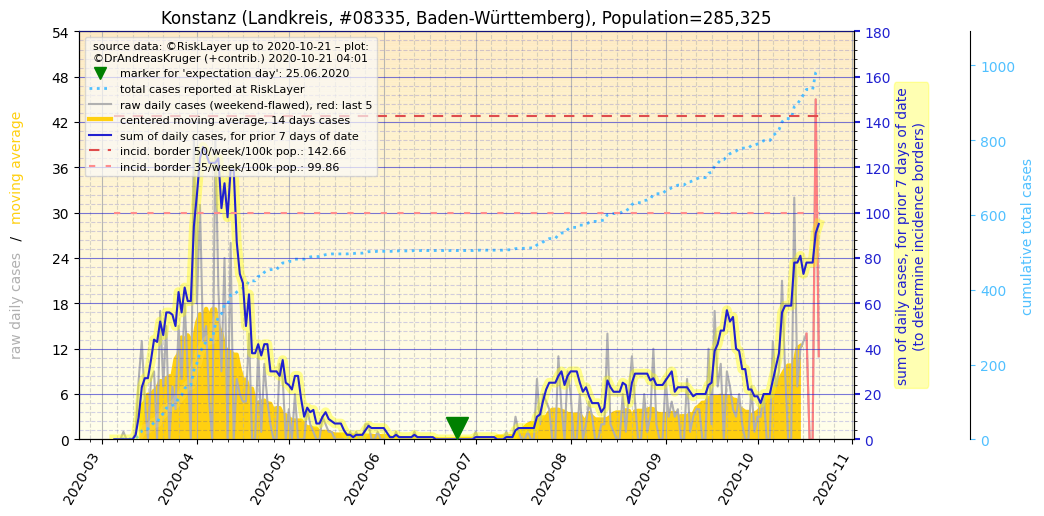 Konstanz (Landkreis, #08335, Baden-Württemberg), Population=285,325
source data: ©RiskLayer up to 2020-10-21 – plot:
©DrAndreasKruger (+contrib.) 2020-10-21 04:01
marker for 'expectation day': 25.06.2020
total cases reported at RiskLayer
raw daily cases (weekend-flawed), red: last 5
centered moving average, 14 days cases
sum of daily cases, for prior 7 days of date
incid. border 50/week/100k pop.: 142.66
incid. border 35/week/100k pop.: 99.86
raw daily cases / moving average
54
48
42
36
30
24
18
12
6
0
180
160
140
120
100
80
60
40
20
0
sum of daily cases, for prior 7 days of date
(to determine incidence borders)
1000
800
600
400
200
0
cumulative total cases
2020-03
2020-04
2020-05
2020-06
2020-07
2020-08
2020-09
2020-10
2020-11